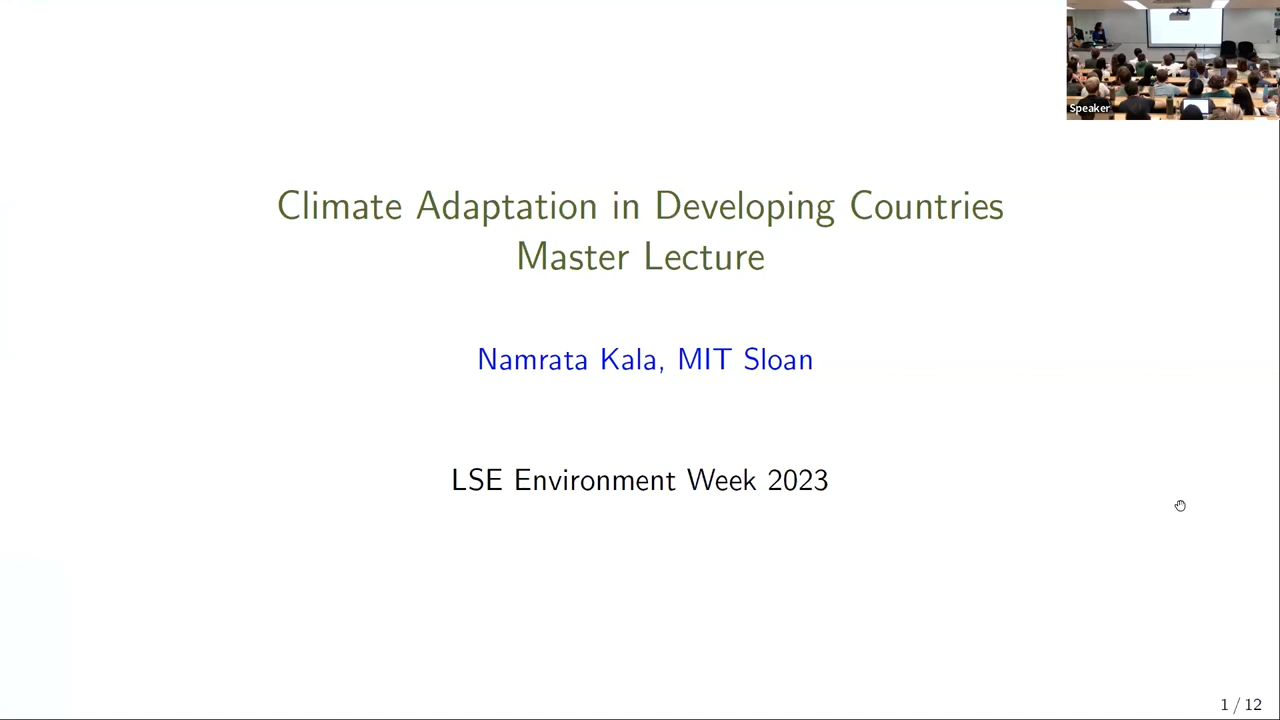 Speaker
Climate Adaptation in Developing Countries
Master Lecture
Namrata Kala, MIT Sloan
LSE Environment Week 2023
1 / 12